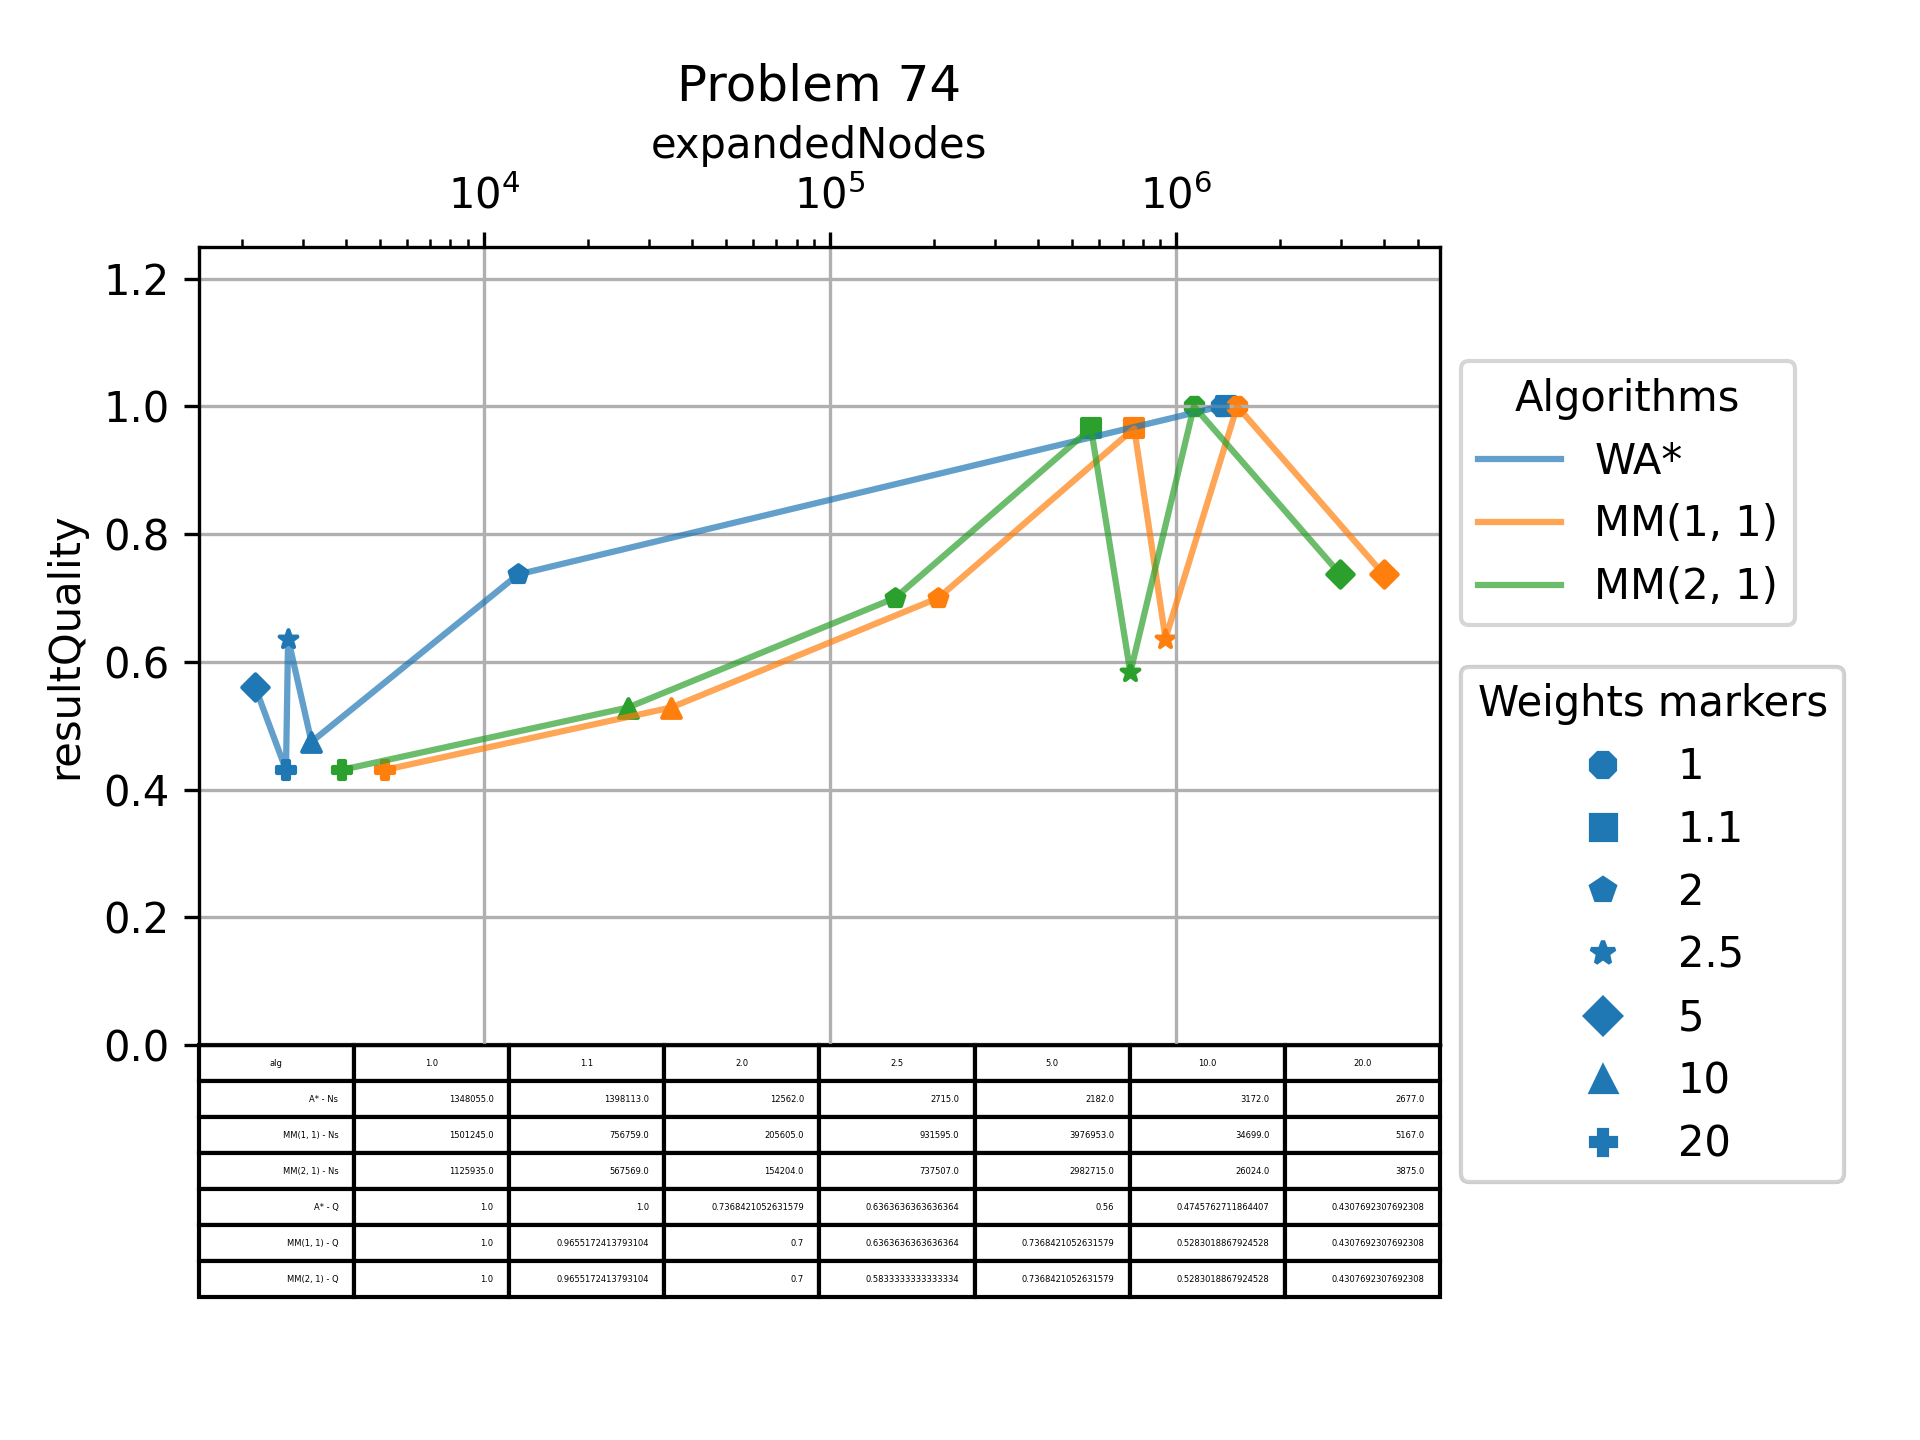 Problem 74
expandedNodes
10⁴ 10⁵ 10⁶
1.2
1.0
0.8
0.6
0.4
0.2
0.0
resultQuality
Algorithms
WA*
MM(1, 1)
MM(2, 1)
Weights markers
1
1.1
2
2.5
5
10
20
alg 1.0 1.1 2.0 2.5 5.0 10.0 20.0
A* - Ns 1348055.0 1398113.0 12562.0 2715.0 2182.0 3172.0 2677.0
MM(1, 1) - Ns 1501245.0 756759.0 205605.0 931595.0 3976953.0 34699.0 5167.0
MM(2, 1) - Ns 1125935.0 567569.0 154204.0 737507.0 2982715.0 26024.0 3875.0
A* - Q 1.0 1.0 0.7368421052631579 0.6363636363636364 0.56 0.4745762711864407 0.4307692307692308
MM(1, 1) - Q 1.0 0.9655172413793104 0.7 0.6363636363636364 0.7368421052631579 0.5283018867924528 0.4307692307692308
MM(2, 1) - Q 1.0 0.9655172413793104 0.7 0.5833333333333334 0.7368421052631579 0.5283018867924528 0.4307692307692308